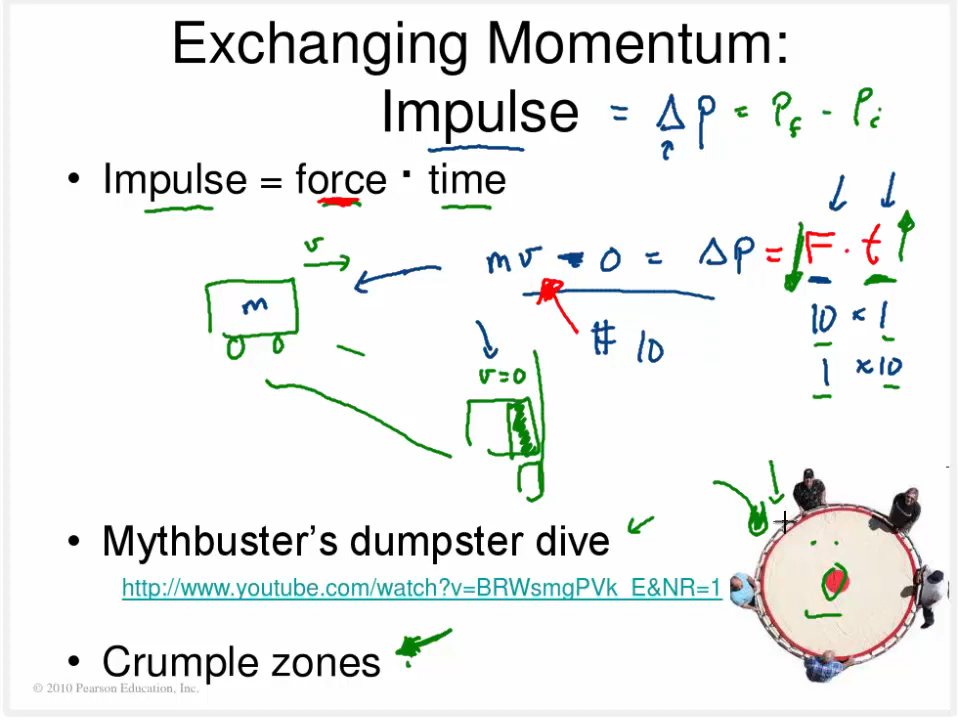 Exchanging Momentum:
Impulse = Δp = Pf - Pi
• Impulse = force · time
v
mv - 0 = ΔP = F · t
m
10 × 1
# 10
1 × 10
v=0
• Mythbuster's dumpster dive
http://www.youtube.com/watch?v=BRWsmgPVk_E&NR=1
• Crumple zones
© 2010 Pearson Education, Inc.